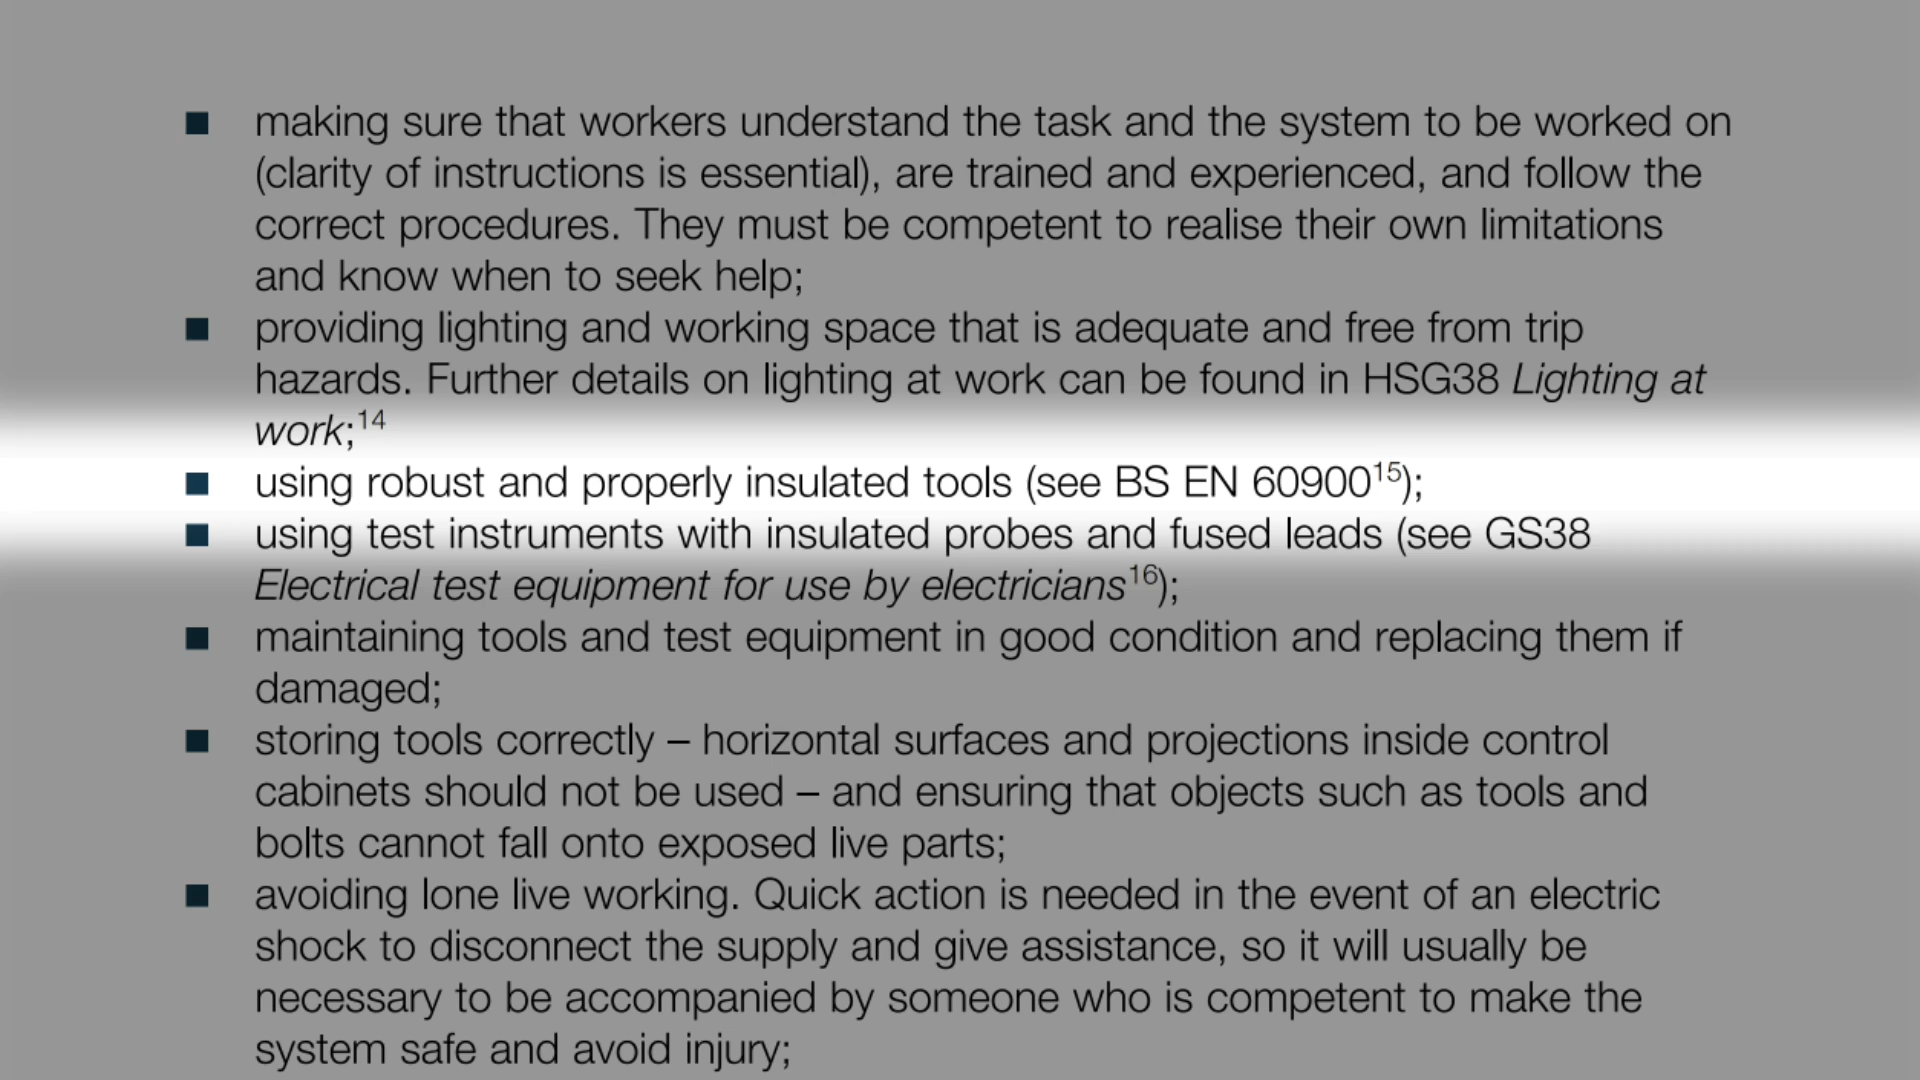 ■ making sure that workers understand the task and the system to be worked on
(clarity of instructions is essential), are trained and experienced, and follow the
correct procedures. They must be competent to realise their own limitations
and know when to seek help;
■ providing lighting and working space that is adequate and free from trip
hazards. Further details on lighting at work can be found in HSG38 Lighting at
work;14
■ using robust and properly insulated tools (see BS EN 6090015);
■ using test instruments with insulated probes and fused leads (see GS38
Electrical test equipment for use by electricians16);
■ maintaining tools and test equipment in good condition and replacing them if
damaged;
■ storing tools correctly – horizontal surfaces and projections inside control
cabinets should not be used – and ensuring that objects such as tools and
bolts cannot fall onto exposed live parts;
■ avoiding lone live working. Quick action is needed in the event of an electric
shock to disconnect the supply and give assistance, so it will usually be
necessary to be accompanied by someone who is competent to make the
system safe and avoid injury;